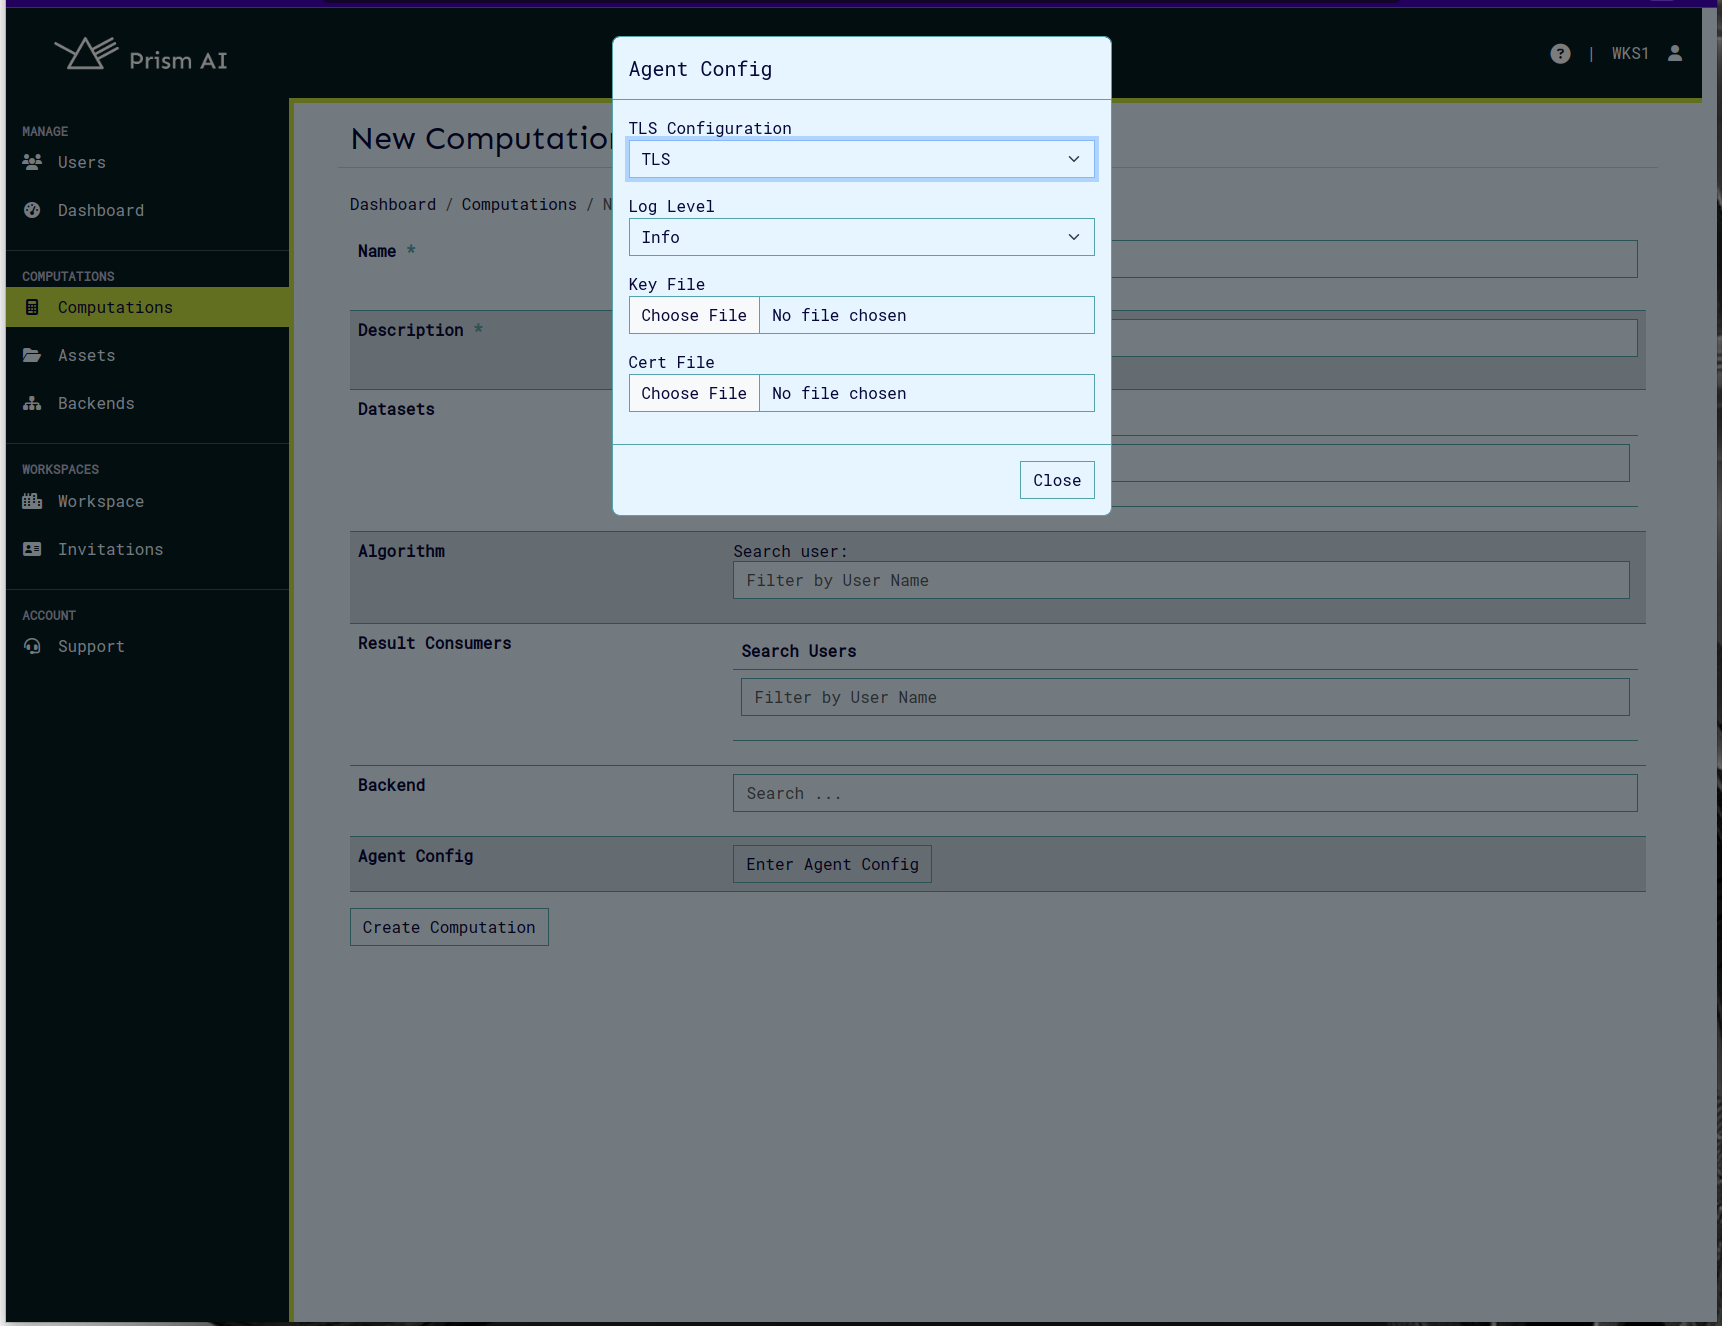 Prism AI
? | WKS1
MANAGE
Users
Dashboard
COMPUTATIONS
Computations
Assets
Backends
WORKSPACES
Workspace
Invitations
ACCOUNT
Support
New Computation
Dashboard / Computations / N
Name *
Description *
Datasets
Algorithm
Search user:
Filter by User Name
Result Consumers
Search Users
Filter by User Name
Backend
Search ...
Agent Config
Enter Agent Config
Create Computation
Agent Config
TLS Configuration
TLS
Log Level
Info
Key File
Choose File No file chosen
Cert File
Choose File No file chosen
Close